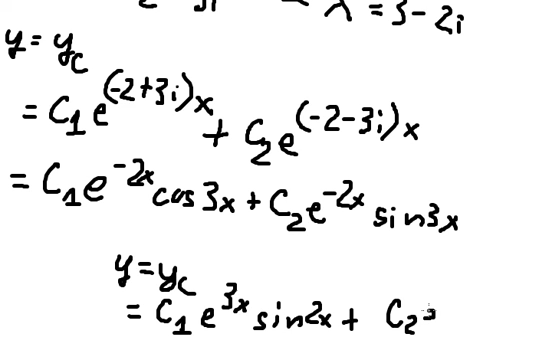 λ = 3 - 2i
y = y_c
= C_1 e^{(-2+3i)x} + C_2 e^{(-2-3i)x}
= C_1 e^{-2x} cos 3x + C_2 e^{-2x} sin 3x
y = y_c
= C_1 e^{3x} sin 2x + C_2